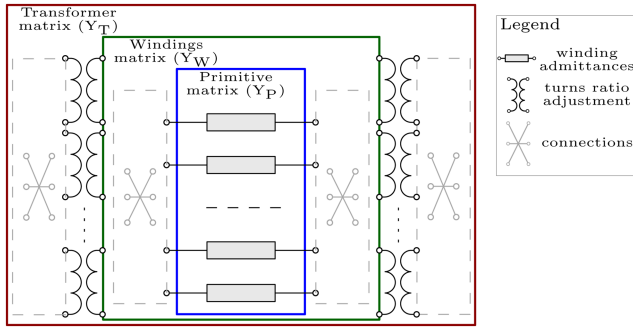 Transformer
matrix (YT)
Windings
matrix (YW)
Primitive
matrix (YP)
Legend
winding
admittances
turns ratio
adjustment
connections